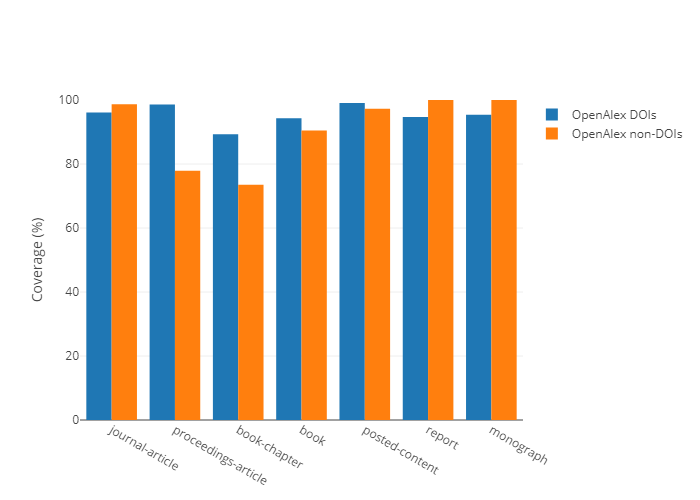 100
80
60
40
20
0
Coverage (%)
journal-article
proceedings-article
book-chapter
book
posted-content
report
monograph
OpenAlex DOIs
OpenAlex non-DOIs